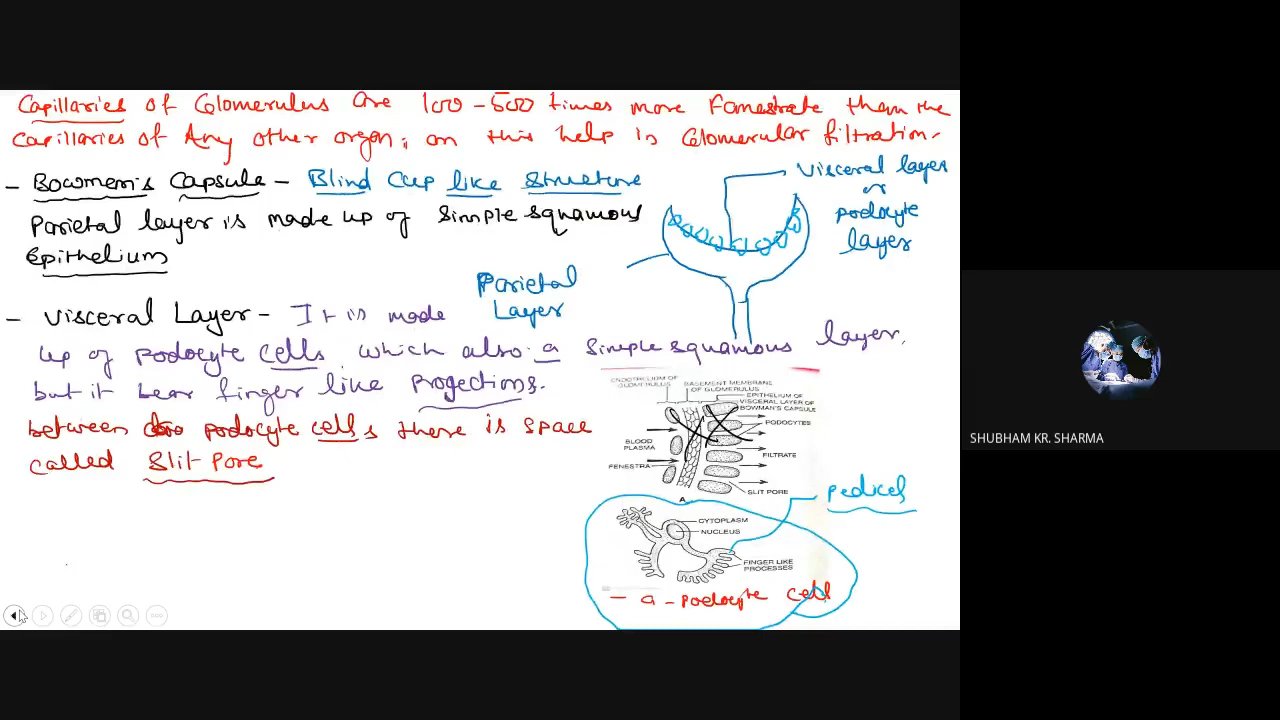 Capillaries of Glomerulus are 100-500 times more Fenestrate than the
capillaries of Any other organ, on this help is Glomerular filtration.
- Bowmen's Capsule - Blind Cup like Structure
Parietal layer is made up of Simple squamous
Epithelium
Visceral layer
or
podocyte
layer
Parietal
Layer
- Visceral Layer - It is made
up of podocyte cells which also a Simple squamous layer,
but it bear finger like Progections.
between two podocyte cells there is space
called Slit Pore
ENDOTHELIUM OF
GLOMERULUS
BASEMENT MEMBRANE
OF GLOMERULUS
EPITHELIUM OF
VISCERAL LAYER OF
BOWMAN'S CAPSULE
PODOCYTES
BLOOD
PLASMA
FILTRATE
FENESTRA
SLIT PORE
A
pedicel
CYTOPLASM
NUCLEUS
FINGER LIKE
PROCESSES
- a - podocyte cell
SHUBHAM KR. SHARMA